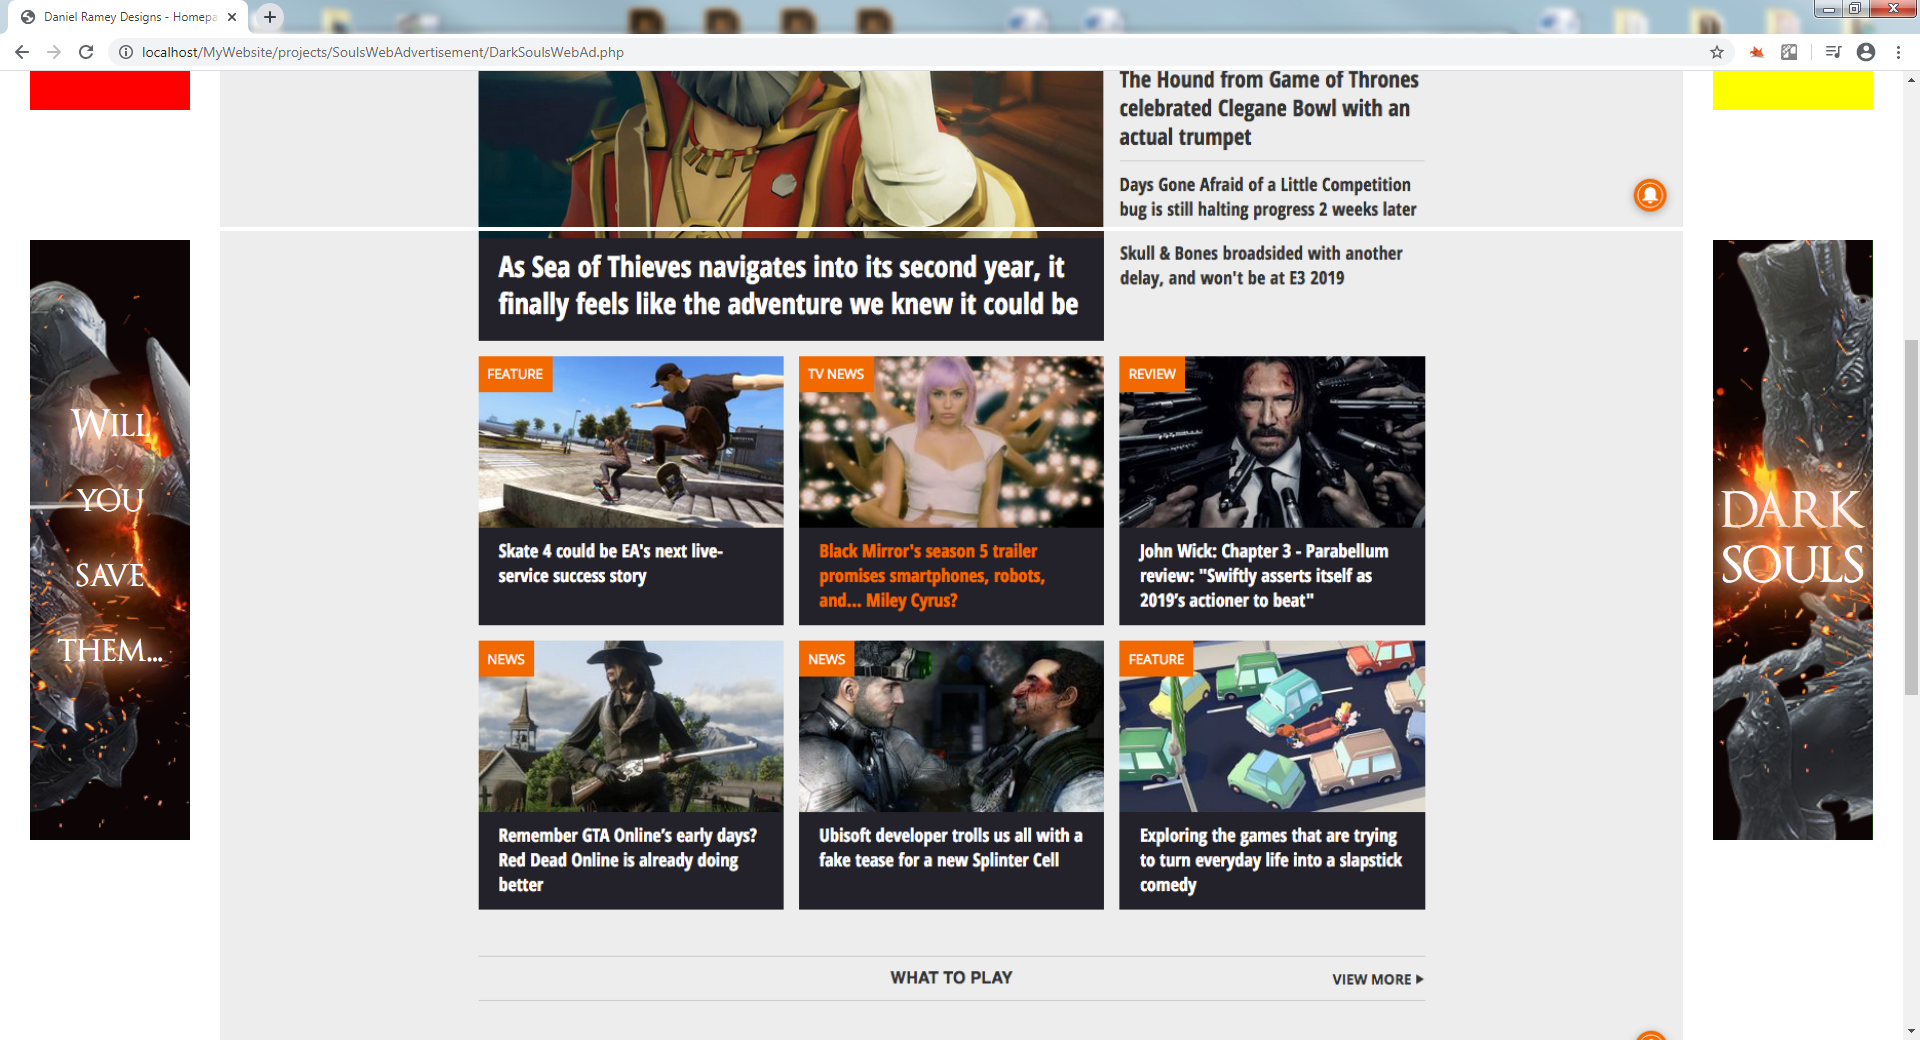 Daniel Ramey Designs - Homepa
localhost/MyWebsite/projects/SoulsWebAdvertisement/DarkSoulsWebAd.php
The Hound from Game of Thrones
celebrated Clegane Bowl with an
actual trumpet
Days Gone Afraid of a Little Competition
bug is still halting progress 2 weeks later
Skull & Bones broadsided with another
delay, and won't be at E3 2019
As Sea of Thieves navigates into its second year, it
finally feels like the adventure we knew it could be
WILL
YOU
SAVE
THEM...
FEATURE
Skate 4 could be EA's next live-
service success story
TV NEWS
Black Mirror's season 5 trailer
promises smartphones, robots,
and... Miley Cyrus?
REVIEW
John Wick: Chapter 3 - Parabellum
review: "Swiftly asserts itself as
2019's actioner to beat"
DARK
SOULS
NEWS
Remember GTA Online's early days?
Red Dead Online is already doing
better
NEWS
Ubisoft developer trolls us all with a
fake tease for a new Splinter Cell
FEATURE
Exploring the games that are trying
to turn everyday life into a slapstick
comedy
WHAT TO PLAY
VIEW MORE